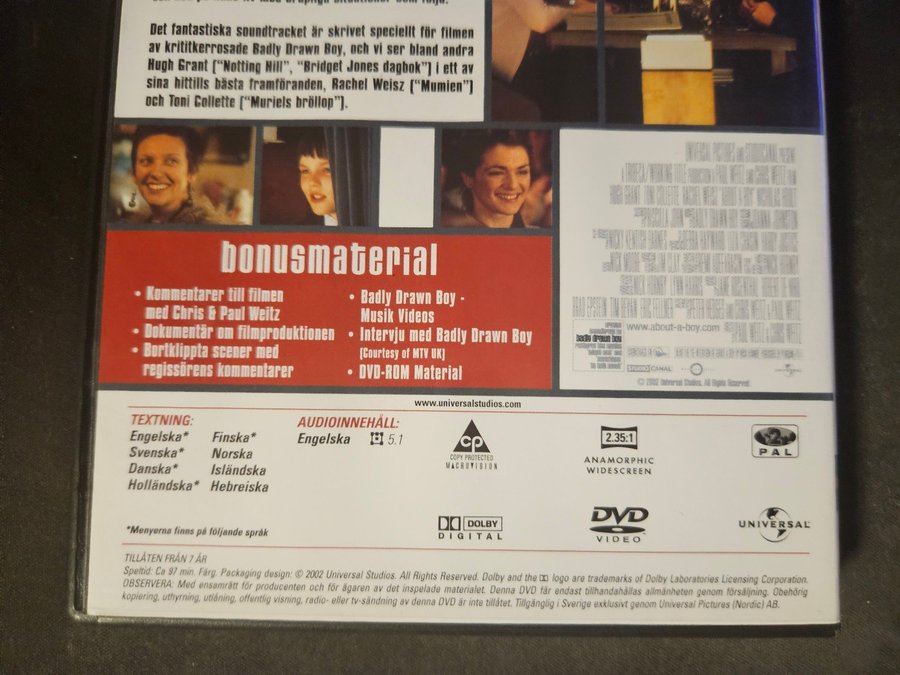 Det fantastiska soundtracket är skrivet speciellt för filmen
av krititkerrosade Badly Drawn Boy, och vi ser bland andra
Hugh Grant ["Notting Hill", "Bridget Jones dagbok"] i ett av
sina hittills bästa framföranden, Rachel Weisz ["Mumien"]
och Toni Collette ["Muriels bröllop"].
bonusmaterial
• Kommentarer till filmen
med Chris & Paul Weitz
• Dokumentär om filmproduktionen
• Bortklippta scener med
regissörens kommentarer
• Badly Drawn Boy -
Musik Videos
• Intervju med Badly Drawn Boy
[Courtesy of MTV UK]
• DVD-ROM Material
www.about-a-boy.com
badly drawn boy
STUDIO CANAL
UNIVERSAL
© 2002 Universal Studios. All Rights Reserved
www.universalstudios.com
TEXTNING:
Engelska* Finska*
Svenska* Norska
Danska* Isländska
Holländska* Hebreiska
*Menyerna finns på följande språk
AUDIOINNEHÅLL:
Engelska 5.1
CP
COPY PROTECTED
MACROVISION
2.35:1
ANAMORPHIC
WIDESCREEN
PAL
DOLBY
DIGITAL
DVD
VIDEO
UNIVERSAL
TILLÅTEN FRÅN 7 ÅR
Speltid: Ca 97 min. Färg. Packaging design: © 2002 Universal Studios. All Rights Reserved. Dolby and the logo are trademarks of Dolby Laboratories Licensing Corporation.
OBSERVERA: Med ensamrätt för producenten och för ägaren av det inspelade materialet. Denna DVD får endast tillhandahållas allmänheten genom försäljning. Obehörig
kopiering, uthyrning, utlåning, offentlig visning, radio- eller tv-sändning av denna DVD är inte tillåtet. Tillgänglig i Sverige exklusivt genom Universal Pictures (Nordic) AB.